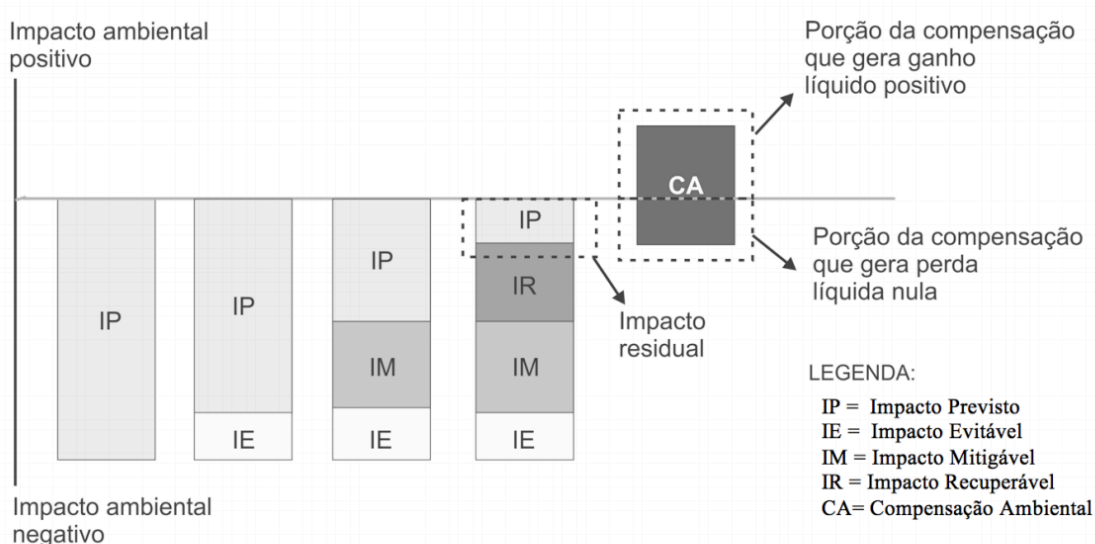 Impacto ambiental
positivo
Porção da compensação
que gera ganho
líquido positivo
CA
IP
IP
IP
IP
IR
IM
IM
IE
IE
IE
Impacto
residual
Porção da compensação
que gera perda
líquida nula
LEGENDA:
IP = Impacto Previsto
IE = Impacto Evitável
IM = Impacto Mitigável
IR = Impacto Recuperável
CA= Compensação Ambiental
Impacto ambiental
negativo